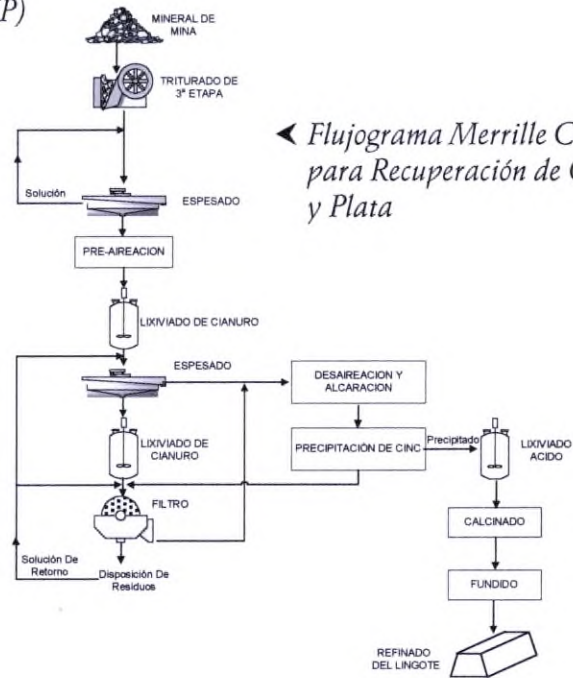 P)
MINERAL DE
MINA
TRITURADO DE
3ª ETAPA
◄ Flujograma Merrille C
para Recuperación de
y Plata
Solución
ESPESADO
PRE-AIREACION
LIXIVIADO DE CIANURO
ESPESADO
DESAIREACION Y
ALCARACION
LIXIVIADO DE
CIANURO
PRECIPITACIÓN DE CINC
Precipitado
LIXIVIADO
ACIDO
FILTRO
CALCINADO
Solución De
Retorno
Disposición De
Residuos
FUNDIDO
REFINADO
DEL LINGOTE